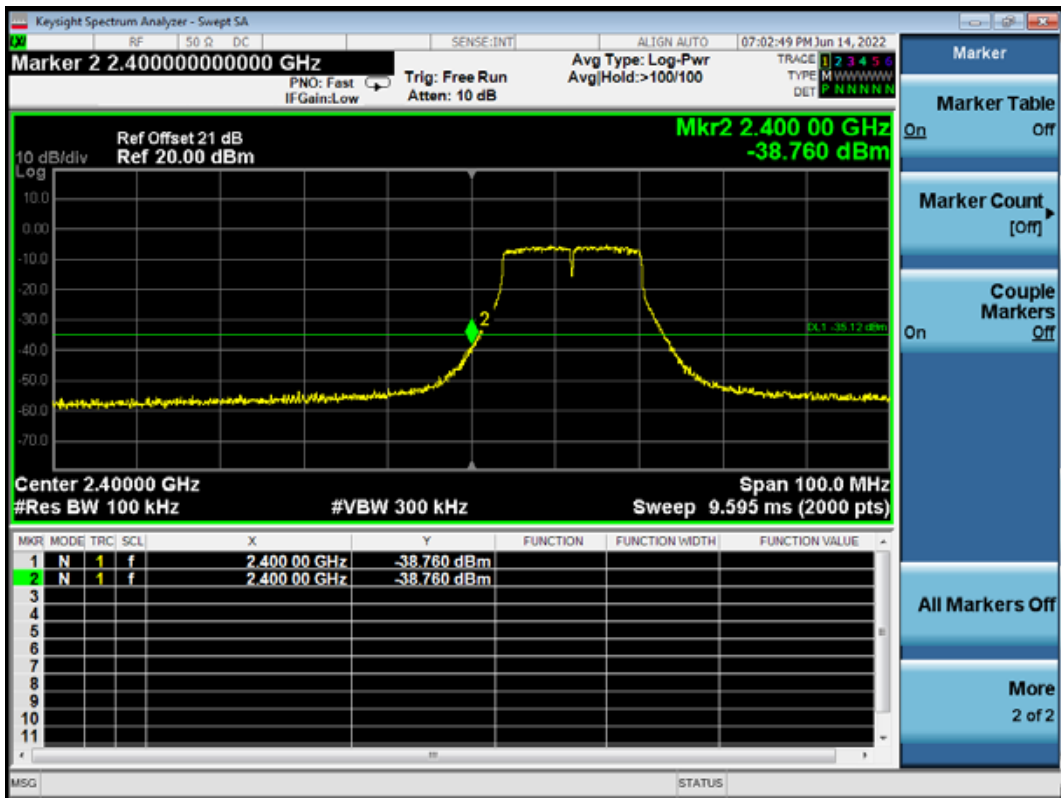 Keysight Spectrum Analyzer - Swept SA
LXI RF 50 Ω DC SENSE:INT ALIGN AUTO 07:02:49 PM Jun 14, 2022
Marker 2 2.400000000000 GHz
PNO: Fast
IFGain:Low
Trig: Free Run
Atten: 10 dB
Avg Type: Log-Pwr
Avg|Hold:>100/100
TRACE 1 2 3 4 5 6
TYPE M WWWWW
DET P N N N N N
Mkr2 2.400 00 GHz
-38.760 dBm
Ref Offset 21 dB
10 dB/div Ref 20.00 dBm
Log
10.0
0.00
-10.0
-20.0
-30.0
-40.0
-50.0
-60.0
-70.0
2
DL1 -35.12 dBm
Center 2.40000 GHz Span 100.0 MHz
#Res BW 100 kHz #VBW 300 kHz Sweep 9.595 ms (2000 pts)
MKR MODE TRC SCL X Y FUNCTION FUNCTION WIDTH FUNCTION VALUE
1 N 1 f 2.400 00 GHz -38.760 dBm
2 N 1 f 2.400 00 GHz -38.760 dBm
3
4
5
6
7
8
9
10
11
MSG STATUS
Marker
Marker Table
On Off
Marker Count
[Off]
Couple
Markers
On Off
All Markers Off
More
2 of 2